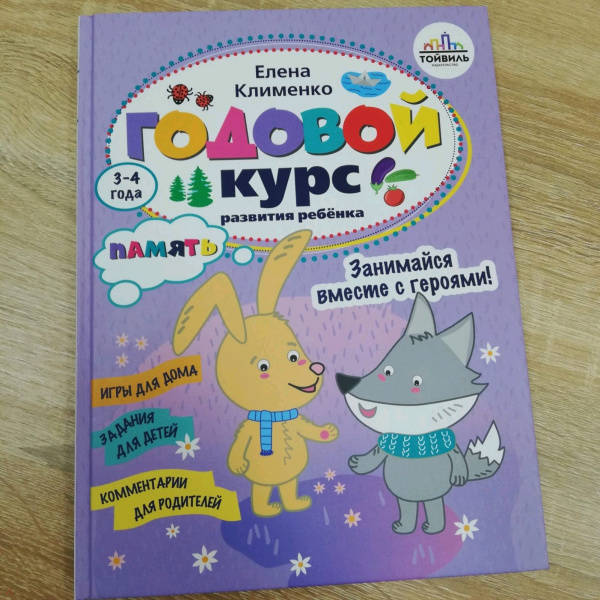 ТОЙВИЛЬ
ИЗДАТЕЛЬСТВО
Елена
Клименко
ГОДОВОЙ
курс
развития ребёнка
3-4
года
ПАМЯТЬ
Занимайся
вместе с героями!
ИГРЫ ДЛЯ ДОМА
ЗАДАНИЯ
ДЛЯ ДЕТЕЙ
КОММЕНТАРИИ
ДЛЯ РОДИТЕЛЕЙ